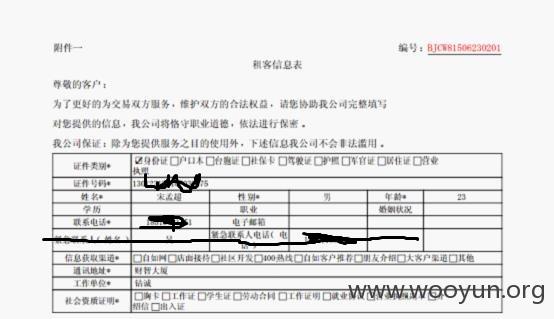 附件一 编号：BJCW81506230201
租客信息表
尊敬的客户：
为了更好的为交易双方服务，维护双方的合法权益，请您协助我公司完整填写
对您提供的信息，我公司将恪守职业道德，依法进行保密。
我公司保证：除为您提供服务之目的使用外，下述信息我公司不会非法滥用。
证件类别* ☑身份证□户口本□台胞证□社保卡□驾驶证□护照□军官证□居住证□营业
执照
证件号码*
姓名* 宋孟超 性别* 男 年龄* 23
学历 职业 婚姻状况
联系电话* 电子邮箱
紧急联系人（姓名） 紧急联系人电话（电
信息获取渠道* □自如网□店面接待□社区开发□400热线□自如客户推荐□朋友介绍□大客户渠道□其他
通讯地址* 财智大厦
工作单位* 钻诚
社会资质证明* □胸卡□工作证□学生证□劳动合同□工作证明□就业
绍信□出入证
www.wooyun.org